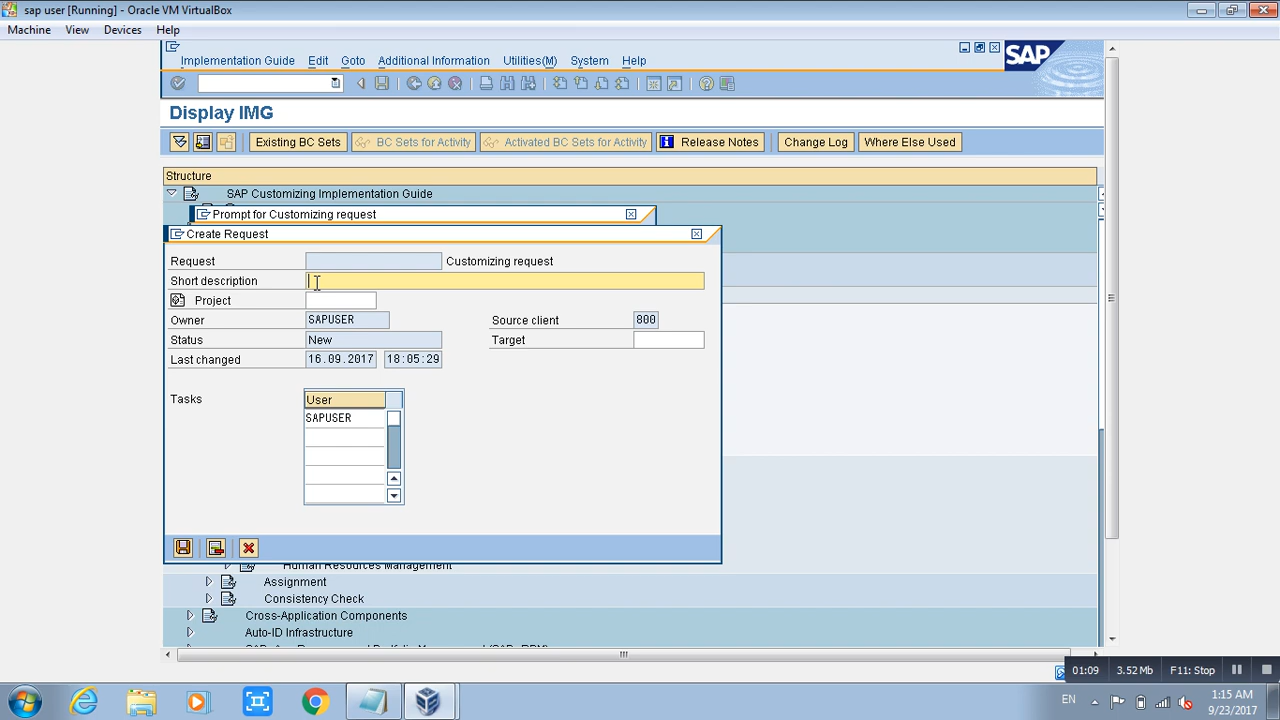 sap user [Running] - Oracle VM VirtualBox
Machine View Devices Help
Implementation Guide Edit Goto Additional Information Utilities(M) System Help
SAP
Display IMG
Existing BC Sets BC Sets for Activity Activated BC Sets for Activity Release Notes Change Log Where Else Used
Structure
SAP Customizing Implementation Guide
Prompt for Customizing request
Create Request
Request Customizing request
Short description
Project
Owner SAPUSER Source client 800
Status New Target
Last changed 16.09.2017 18:05:29
Tasks User
SAPUSER
Human Resources Management
Assignment
Consistency Check
Cross-Application Components
Auto-ID Infrastructure
01:09 3.52 Mb F11: Stop
EN 1:15 AM
9/23/2017